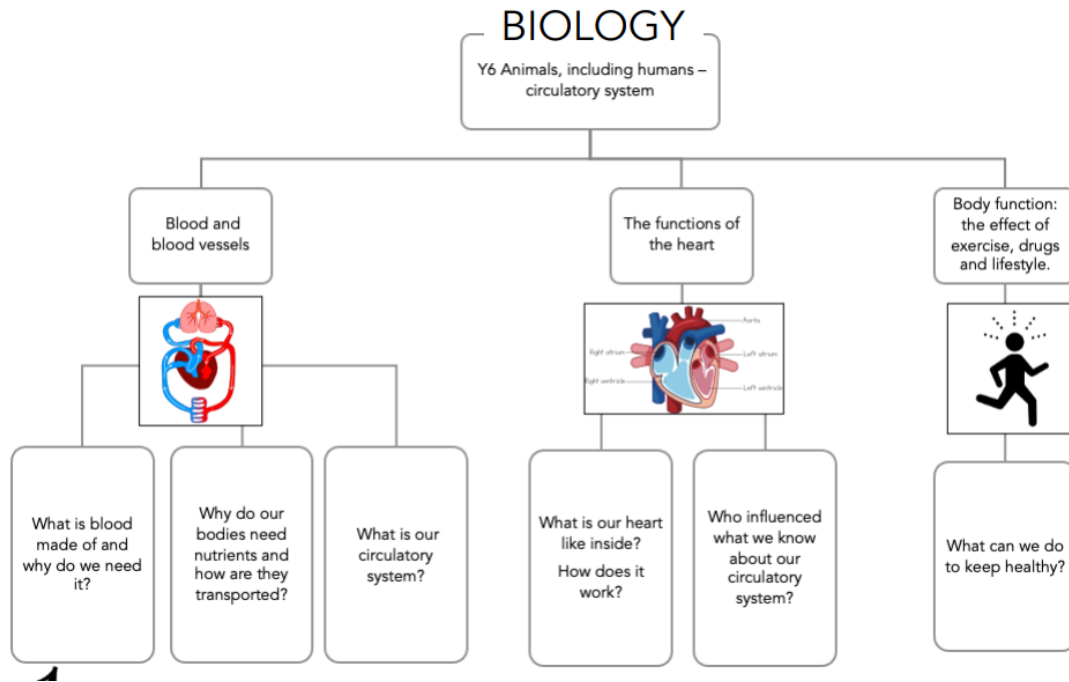 BIOLOGY
Y6 Animals, including humans –
circulatory system
Blood and
blood vessels
The functions of
the heart
Body function:
the effect of
exercise, drugs
and lifestyle.
Aorta
Right atrium
Left atrium
Right ventricle
Left ventricle
What is blood
made of and
why do we need
it?
Why do our
bodies need
nutrients and
how are they
transported?
What is our
circulatory
system?
What is our heart
like inside?
How does it
work?
Who influenced
what we know
about our
circulatory
system?
What can we do
to keep healthy?